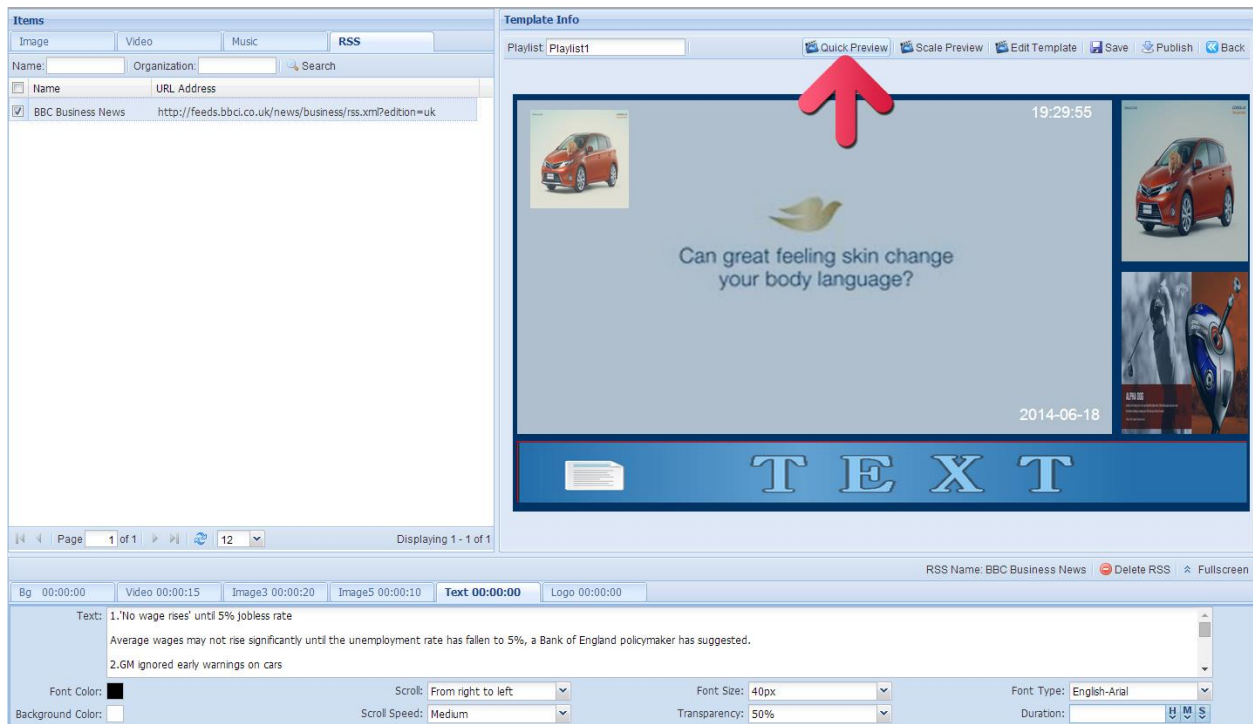 Items
Image Video Music RSS
Name: Organization: Search
Name URL Address
BBC Business News http://feeds.bbci.co.uk/news/business/rss.xml?edition=uk
Page 1 of 1 12 Displaying 1 - 1 of 1
Template Info
Playlist: Playlist1 Quick Preview Scale Preview Edit Template Save Publish Back
19:29:55
Can great feeling skin change
your body language?
ALPHA DOG
2014-06-18
TEXT
RSS Name: BBC Business News Delete RSS Fullscreen
Bg 00:00:00 Video 00:00:15 Image3 00:00:20 Image5 00:00:10 Text 00:00:00 Logo 00:00:00
Text: 1.'No wage rises' until 5% jobless rate
Average wages may not rise significantly until the unemployment rate has fallen to 5%, a Bank of England policymaker has suggested.
2.GM ignored early warnings on cars
Font Color: Scroll: From right to left Font Size: 40px Font Type: English-Arial
Background Color: Scroll Speed: Medium Transparency: 50% Duration: H M S